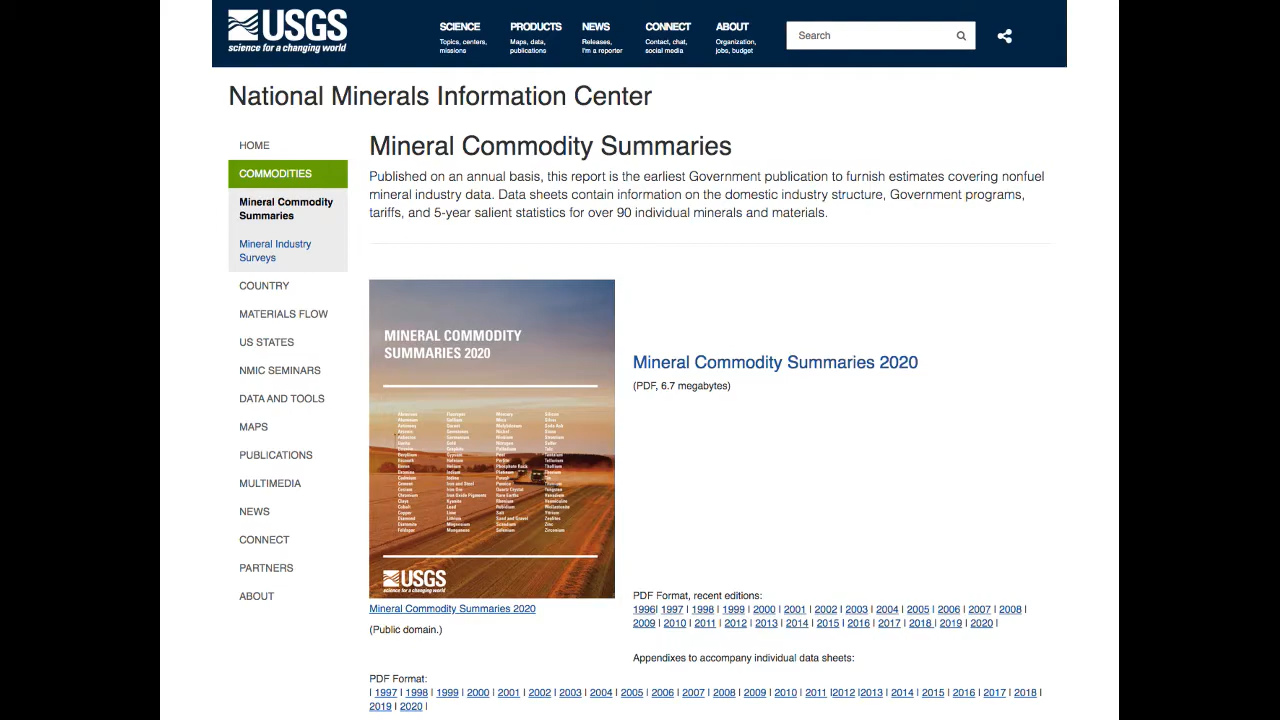 USGS
science for a changing world
SCIENCE
Topics, centers,
missions
PRODUCTS
Maps, data,
publications
NEWS
Releases,
I'm a reporter
CONNECT
Contact, chat,
social media
ABOUT
Organization,
jobs, budget
Search
National Minerals Information Center
HOME
COMMODITIES
Mineral Commodity
Summaries
Mineral Industry
Surveys
COUNTRY
MATERIALS FLOW
US STATES
NMIC SEMINARS
DATA AND TOOLS
MAPS
PUBLICATIONS
MULTIMEDIA
NEWS
CONNECT
PARTNERS
ABOUT
Mineral Commodity Summaries
Published on an annual basis, this report is the earliest Government publication to furnish estimates covering nonfuel
mineral industry data. Data sheets contain information on the domestic industry structure, Government programs,
tariffs, and 5-year salient statistics for over 90 individual minerals and materials.
MINERAL COMMODITY
SUMMARIES 2020
USGS
science for a changing world
Mineral Commodity Summaries 2020
(Public domain.)
Mineral Commodity Summaries 2020
(PDF, 6.7 megabytes)
PDF Format, recent editions:
1996| 1997 | 1998 | 1999 | 2000 | 2001 | 2002 | 2003 | 2004 | 2005 | 2006 | 2007 | 2008 |
2009 | 2010 | 2011 | 2012 | 2013 | 2014 | 2015 | 2016 | 2017 | 2018 | 2019 | 2020 |
Appendixes to accompany individual data sheets:
PDF Format:
| 1997 | 1998 | 1999 | 2000 | 2001 | 2002 | 2003 | 2004 | 2005 | 2006 | 2007 | 2008 | 2009 | 2010 | 2011 |2012 |2013 | 2014 | 2015 | 2016 | 2017 | 2018 |
2019 | 2020 |